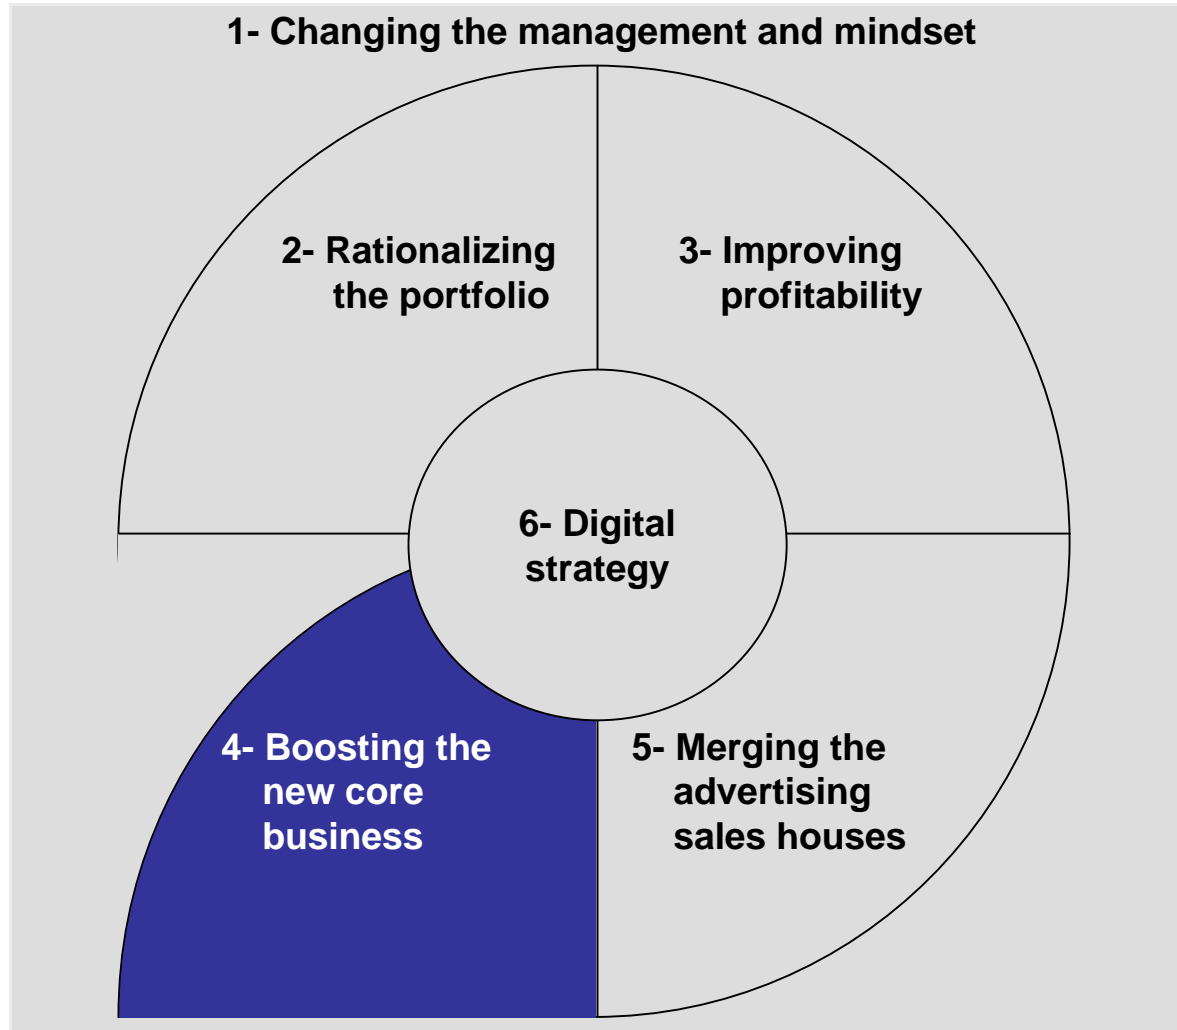 1- Changing the management and mindset
2- Rationalizing
the portfolio
3- Improving
profitability
6- Digital
strategy
4- Boosting the
new core
business
5- Merging the
advertising
sales houses